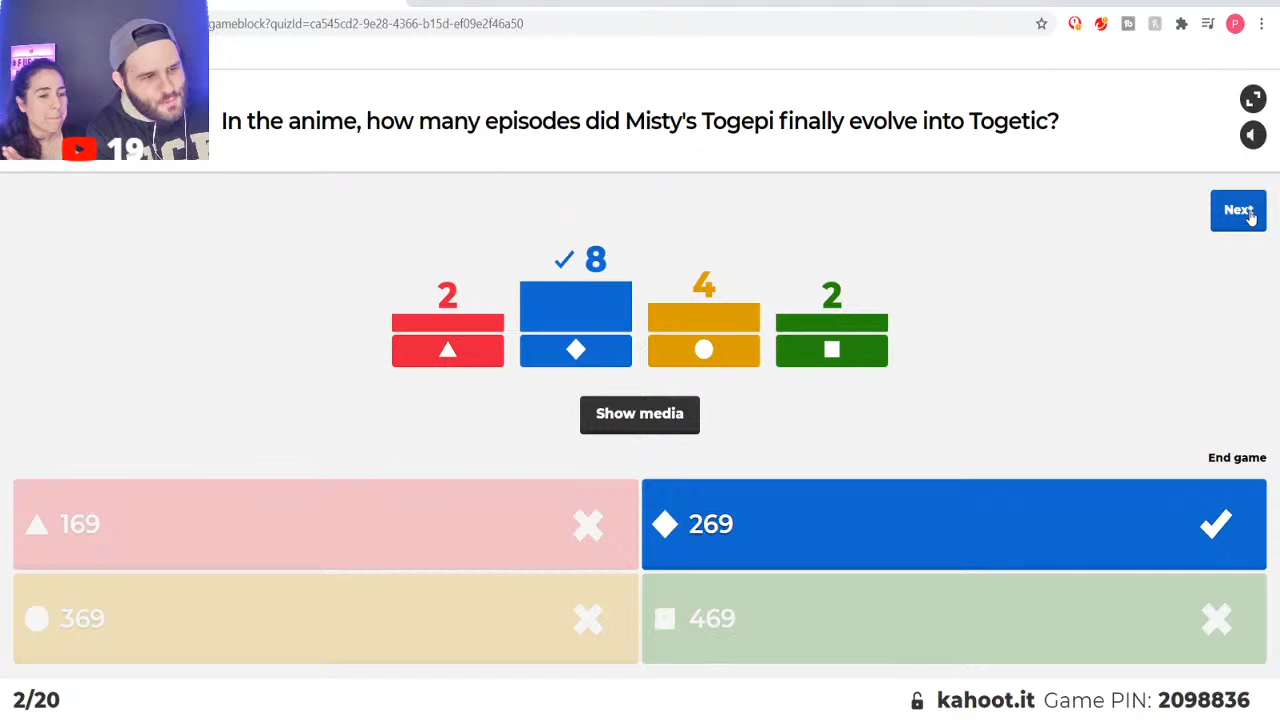 gameblock?quizId=ca545cd2-9e28-4366-b15d-ef09e2f46a50
19
In the anime, how many episodes did Misty's Togepi finally evolve into Togetic?
Next
2
8
4
2
Show media
End game
169
269
369
469
2/20
kahoot.it Game PIN: 2098836